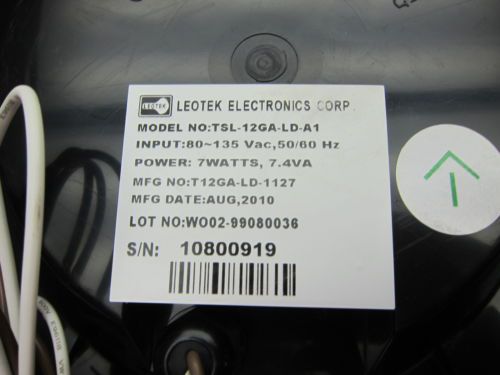 LEOTEK LEOTEK ELECTRONICS CORP.
MODEL NO:TSL-12GA-LD-A1
INPUT:80~135 Vac,50/60 Hz
POWER: 7WATTS, 7.4VA
MFG NO:T12GA-LD-1127
MFG DATE:AUG,2010
LOT NO:WO02-99080036
S/N: 10800919